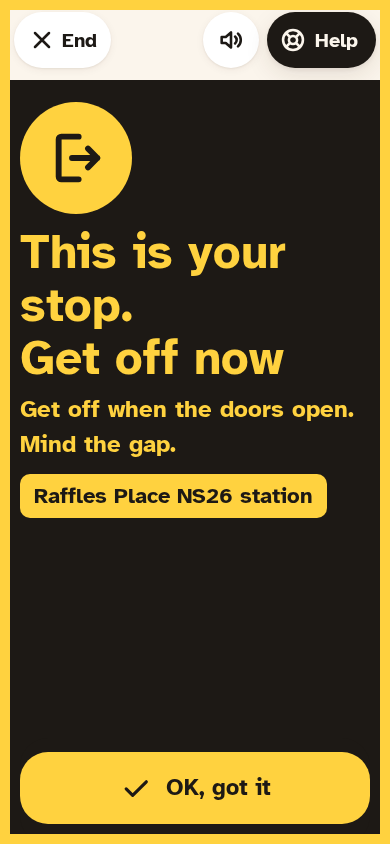 End
Help
This is your
stop.
Get off now
Get off when the doors open.
Mind the gap.
Raffles Place NS26 station
OK, got it